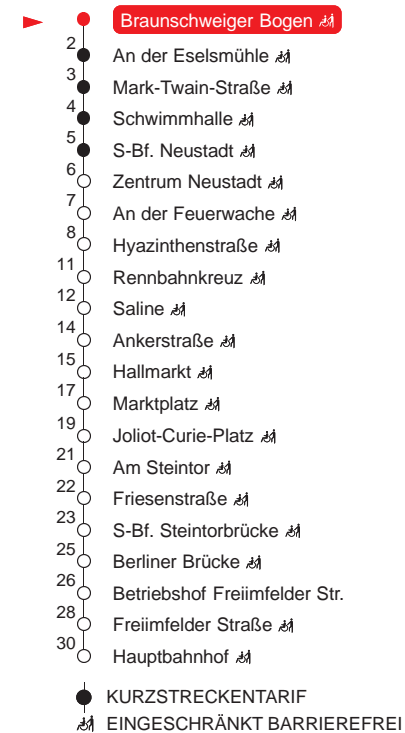 Braunschweiger Bogen
2
An der Eselsmühle
3
Mark-Twain-Straße
4
Schwimmhalle
5
S-Bf. Neustadt
6
Zentrum Neustadt
7
An der Feuerwache
8
Hyazinthenstraße
11
Rennbahnkreuz
12
Saline
14
Ankerstraße
15
Hallmarkt
17
Marktplatz
19
Joliot-Curie-Platz
21
Am Steintor
22
Friesenstraße
23
S-Bf. Steintorbrücke
25
Berliner Brücke
26
Betriebshof Freiimfelder Str.
28
Freiimfelder Straße
30
Hauptbahnhof
KURZSTRECKENTARIF
EINGESCHRÄNKT BARRIEREFREI